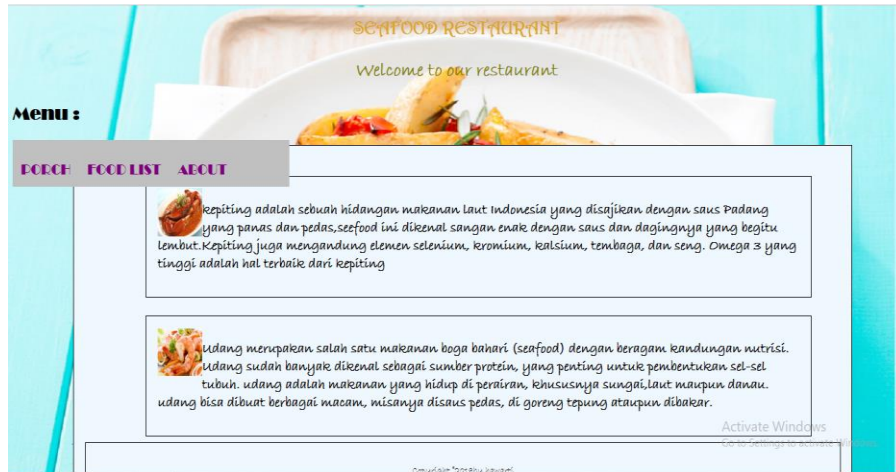 SEAFOOD RESTAURANT
Welcome to our restaurant
Menu :
PORCH FOOD LIST ABOUT
kepiting adalah sebuah hidangan makanan laut Indonesia yang disajikan dengan saus Padang
yang panas dan pedas,seefood ini dikenal sangan enak dengan saus dan dagingnya yang begitu
lembut.Kepiting juga mengandung elemen selenium, kromium, kalsium, tembaga, dan seng. Omega 3 yang
tinggi adalah hal terbaik dari kepiting
Udang merupakan salah satu makanan boga bahari (seafood) dengan beragam kandungan nutrisi.
Udang sudah banyak dikenal sebagai sumber protein, yang penting untuk pembentukan sel-sel
tubuh. udang adalah makanan yang hidup di perairan, khususnya sungai,laut maupun danau.
udang bisa dibuat berbagai macam, misanya disaus pedas, di goreng tepung ataupun dibakar.
Activate Windows
Go to Settings to activate Windows.
Copyright